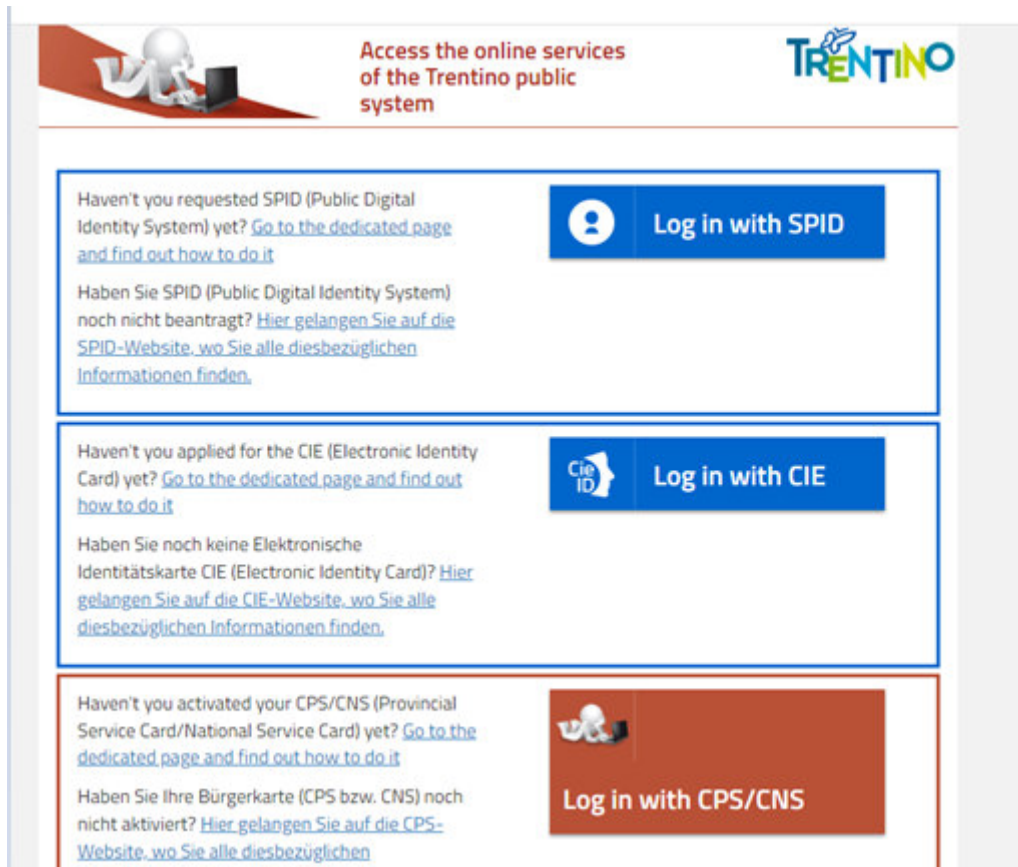 Access the online services
of the Trentino public
system
TRENTINO
Haven't you requested SPID (Public Digital
Identity System) yet? Go to the dedicated page
and find out how to do it
Log in with SPID
Haben Sie SPID (Public Digital Identity System)
noch nicht beantragt? Hier gelangen Sie auf die
SPID-Website, wo Sie alle diesbezüglichen
Informationen finden.
Haven't you applied for the CIE (Electronic Identity
Card) yet? Go to the dedicated page and find out
how to do it
Cie
ID
Log in with CIE
Haben Sie noch keine Elektronische
Identitätskarte CIE (Electronic Identity Card)? Hier
gelangen Sie auf die CIE-Website, wo Sie alle
diesbezüglichen Informationen finden.
Haven't you activated your CPS/CNS (Provincial
Service Card/National Service Card) yet? Go to the
dedicated page and find out how to do it
Haben Sie Ihre Bürgerkarte (CPS bzw. CNS) noch
nicht aktiviert? Hier gelangen Sie auf die CPS-
Website, wo Sie alle diesbezüglichen
Log in with CPS/CNS